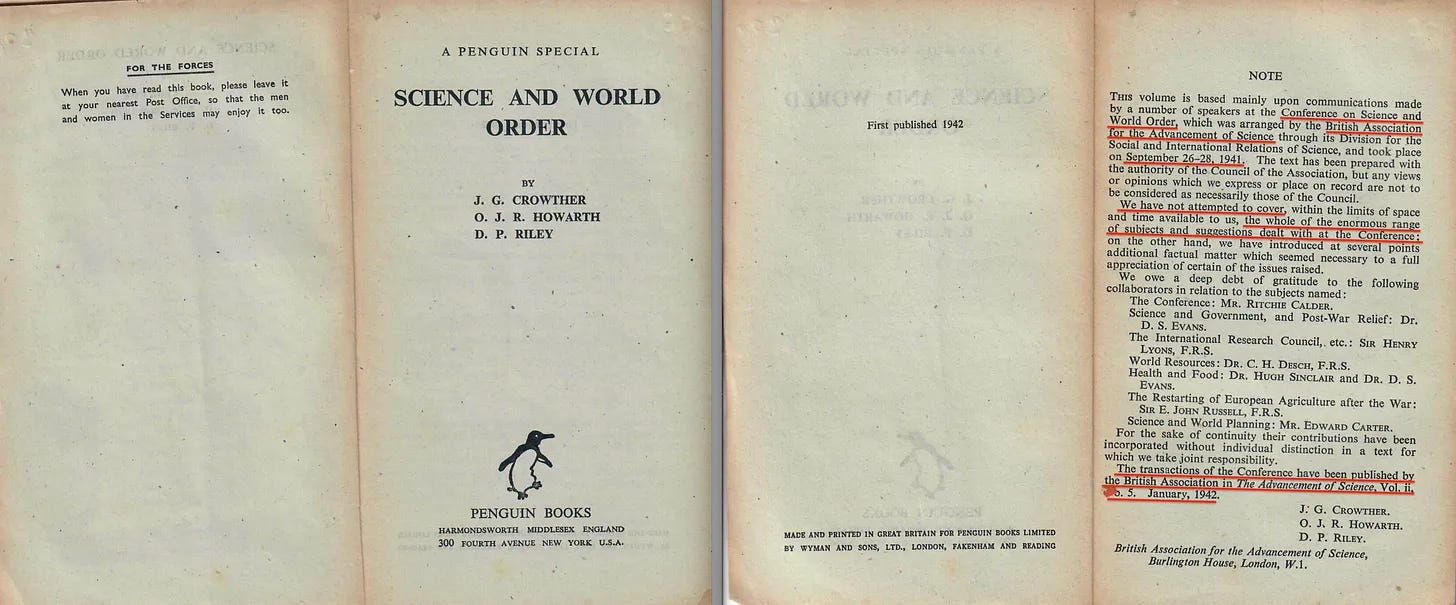 FOR THE FORCES
When you have read this book, please leave it
at your nearest Post Office, so that the men
and women in the Services may enjoy it too.
A PENGUIN SPECIAL
SCIENCE AND WORLD
ORDER
BY
J. G. CROWTHER
O. J. R. HOWARTH
D. P. RILEY
PENGUIN BOOKS
HARMONDSWORTH MIDDLESEX ENGLAND
300 FOURTH AVENUE NEW YORK U.S.A.
First published 1942
MADE AND PRINTED IN GREAT BRITAIN FOR PENGUIN BOOKS LIMITED
BY WYMAN AND SONS, LTD., LONDON, FAKENHAM AND READING
NOTE
THIS volume is based mainly upon communications made
by a number of speakers at the Conference on Science and
World Order, which was arranged by the British Association
for the Advancement of Science through its Division for the
Social and International Relations of Science, and took place
on September 26–28, 1941. The text has been prepared with
the authority of the Council of the Association, but any views
or opinions which we express or place on record are not to
be considered as necessarily those of the Council.
We have not attempted to cover, within the limits of space
and time available to us, the whole of the enormous range
of subjects and suggestions dealt with at the Conference;
on the other hand, we have introduced at several points
additional factual matter which seemed necessary to a full
appreciation of certain of the issues raised.
We owe a deep debt of gratitude to the following
collaborators in relation to the subjects named:
The Conference: MR. RITCHIE CALDER.
Science and Government, and Post-War Relief: DR.
D. S. EVANS.
The International Research Council, etc.: SIR HENRY
LYONS, F.R.S.
World Resources: DR. C. H. DESCH, F.R.S.
Health and Food: DR. HUGH SINCLAIR and DR. D. S.
EVANS.
The Restarting of European Agriculture after the War:
SIR E. JOHN RUSSELL, F.R.S.
Science and World Planning: MR. EDWARD CARTER.
For the sake of continuity their contributions have been
incorporated without individual distinction in a text for
which we take joint responsibility.
The transactions of the Conference have been published by
the British Association in The Advancement of Science, Vol. ii,
5. January, 1942.
J. G. CROWTHER.
O. J. R. HOWARTH.
D. P. RILEY.
British Association for the Advancement of Science,
Burlington House, London, W.1.